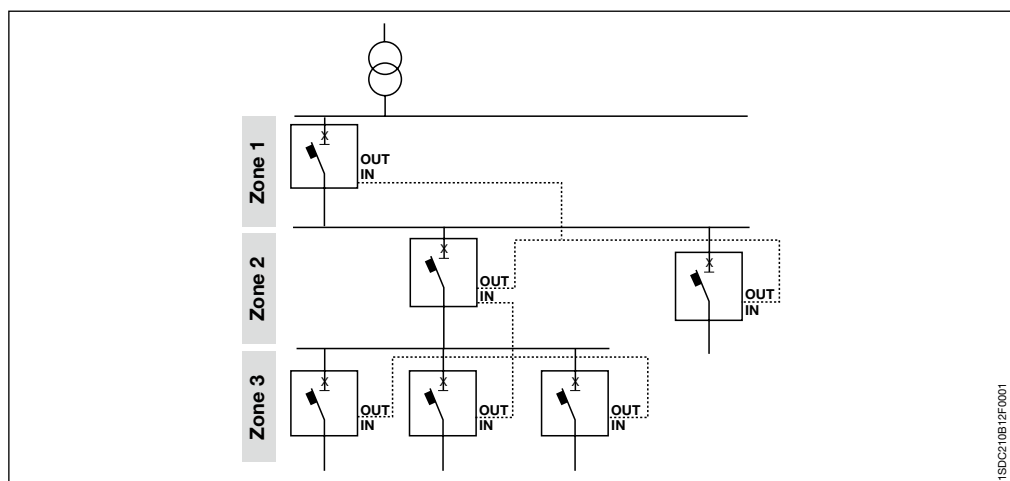 Zone 1
OUT
IN
Zone 2
OUT
IN
OUT
IN
Zone 3
OUT
IN
OUT
IN
OUT
IN
1SDC210B12F0001